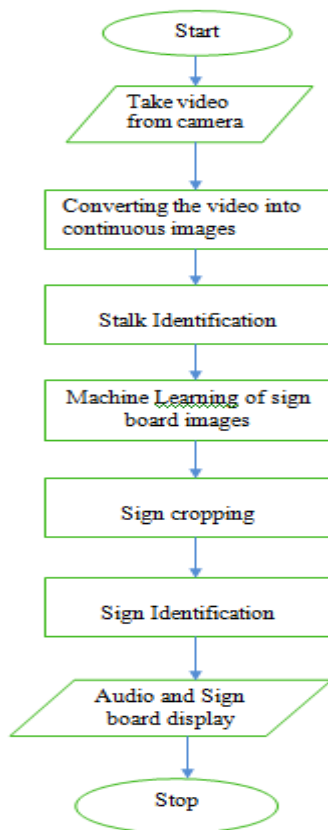 Start
Take video
from camera
Converting the video into
continuous images
Stalk Identification
Machine Learning of sign
board images
Sign cropping
Sign Identification
Audio and Sign
board display
Stop